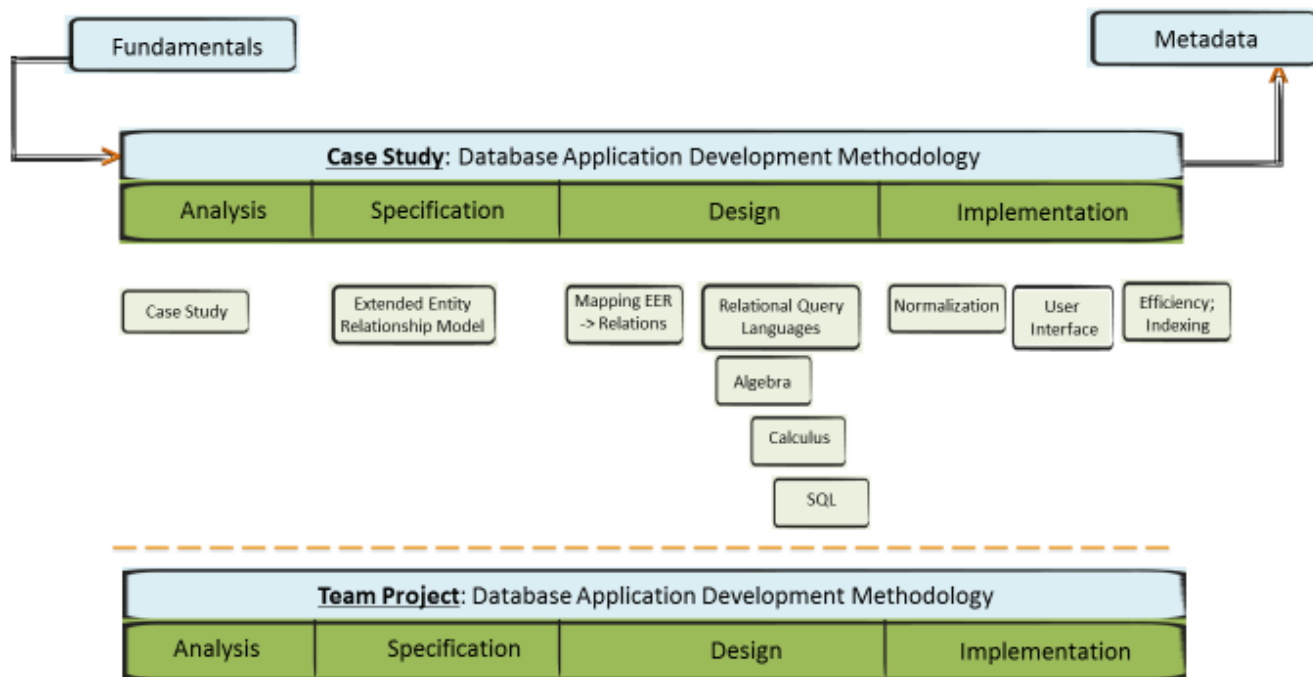 Fundamentals
Metadata
Case Study: Database Application Development Methodology
Analysis
Specification
Design
Implementation
Case Study
Extended Entity
Relationship Model
Mapping EER
-> Relations
Relational Query
Languages
Normalization
User
Interface
Efficiency;
Indexing
Algebra
Calculus
SQL
Team Project: Database Application Development Methodology
Analysis
Specification
Design
Implementation